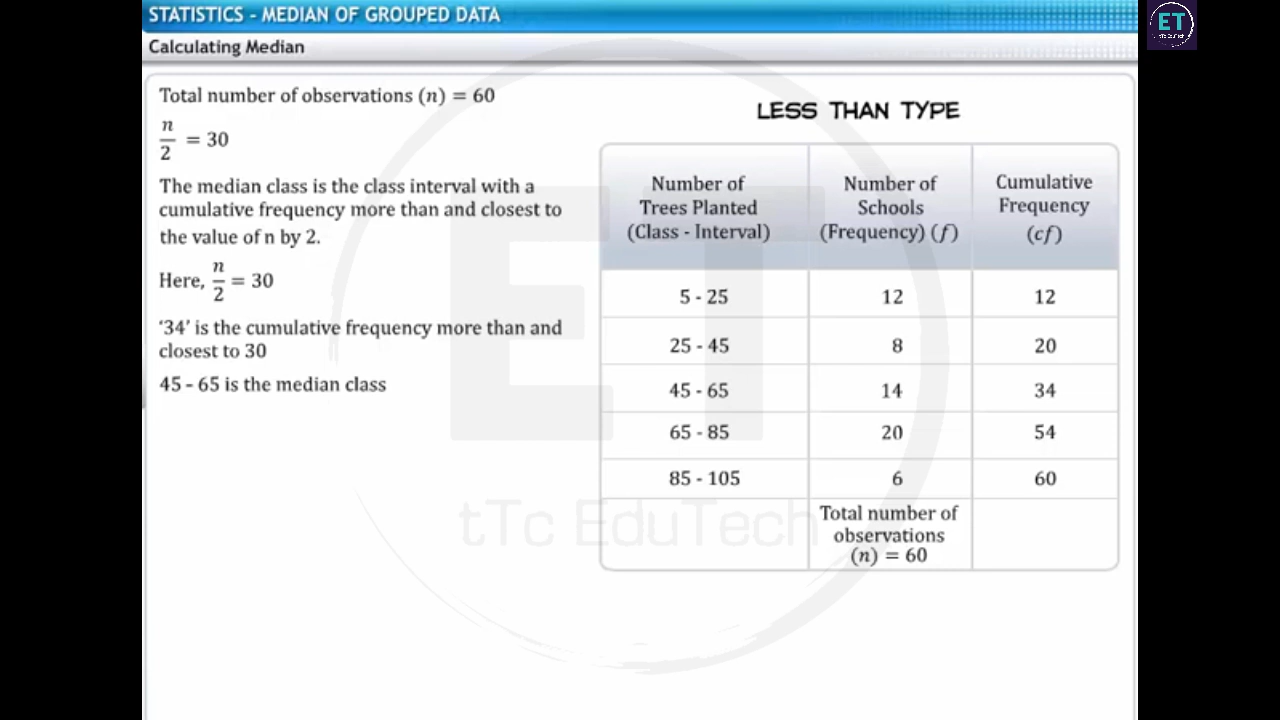 STATISTICS - MEDIAN OF GROUPED DATA
ET
tTc EduTech
Calculating Median
Total number of observations (n) = 60
n/2 = 30
The median class is the class interval with a
cumulative frequency more than and closest to
the value of n by 2.
Here, n/2 = 30
‘34’ is the cumulative frequency more than and
closest to 30
45 - 65 is the median class
LESS THAN TYPE
Number of Trees Planted (Class - Interval) Number of Schools (Frequency) (f) Cumulative Frequency (cf)
5 - 25 12 12
25 - 45 8 20
45 - 65 14 34
65 - 85 20 54
85 - 105 6 60
Total number of
observations
(n) = 60
ET
tTc EduTech